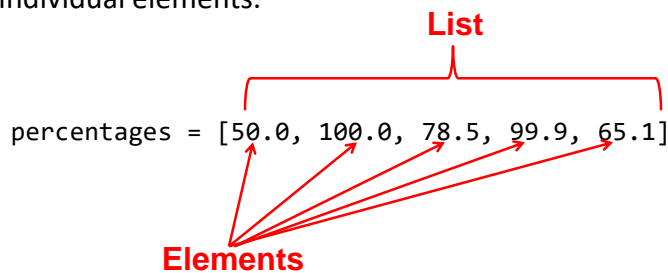 individual elements.
List
percentages = [50.0, 100.0, 78.5, 99.9, 65.1]
Elements